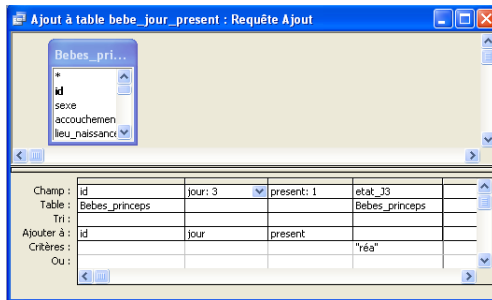 Ajout à table bebe_jour_present : Requête Ajout
Bebes_pri...
*
id
sexe
accouchemen
lieu_naissance
Champ : id jour: 3 present: 1 etat_J3
Table : Bebes_princeps Bebes_princeps
Tri :
Ajouter à : id jour present
Critères : "réa"
Ou :